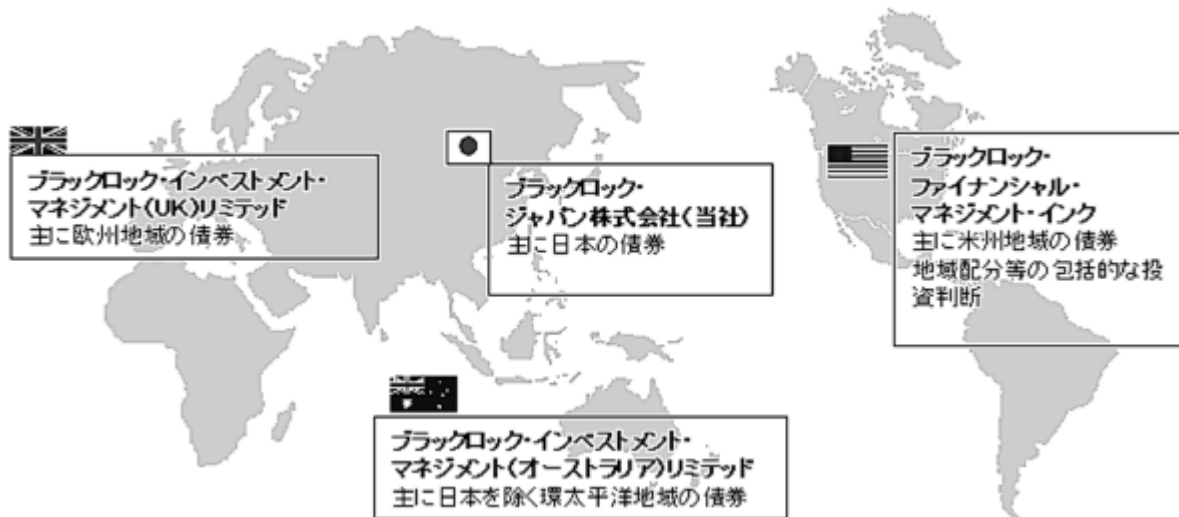 ブラックロック・インベストメント・
マネジメント(UK)リミテッド
主に欧州地域の債券
ブラックロック・
ジャパン株式会社(当社)
主に日本の債券
ブラックロック・
ファイナンシャル・
マネジメント・インク
主に米州地域の債券
地域配分等の包括的な投
資判断
ブラックロック・インベストメント・
マネジメント(オーストラリア)リミテッド
主に日本を除く環太平洋地域の債券